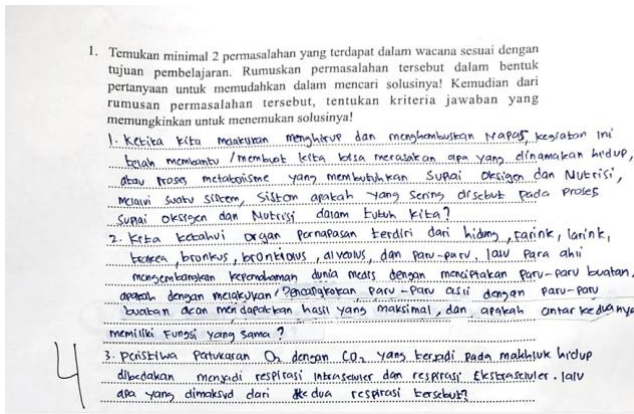 1. Temukan minimal 2 permasalahan yang terdapat dalam wacana sesuai dengan
tujuan pembelajaran. Rumuskan permasalahan tersebut dalam bentuk
pertanyaan untuk memudahkan dalam mencari solusinya! Kemudian dari
rumusan permasalahan tersebut, tentukan kriteria jawaban yang
memungkinkan untuk menemukan solusinya!
1. Ketika kita melakukan menghirup dan menghembuskan Napas, kegiatan ini
telah membantu / membuat kita bisa merasakan apa yang dinamakan hidup,
atau Proses metabolisme yang membutuhkan Suplai oksigen dan Nutrisi,
melalui suatu sistem, Sistem apakah yang sering disebut pada proses
Suplai oksigen dan Nutrisi dalam tubuh kita?
2. Kita ketahui organ pernapasan terdiri dari hidung, farink, larink,
trakea, bronkus, bronkiolus, alveolus, dan paru-paru, lalu para ahli
mengembangkan kepemahaman dunia medis dengan menciptakan paru-paru buatan.
apakah dengan melakukan Pencangkokan paru-paru asli dengan paru-paru
buatan akan mendapatkan hasil yang maksimal, dan apakah antar keduanya
memiliki Fungsi yang sama?
3. Peristiwa Pertukaran O₂ dengan CO₂ yang terjadi pada makhluk hidup
dibedakan menjadi respirasi intraseluler dan respirasi Ekstraseluler. lalu
apa yang dimaksud dari kedua respirasi tersebut?
4